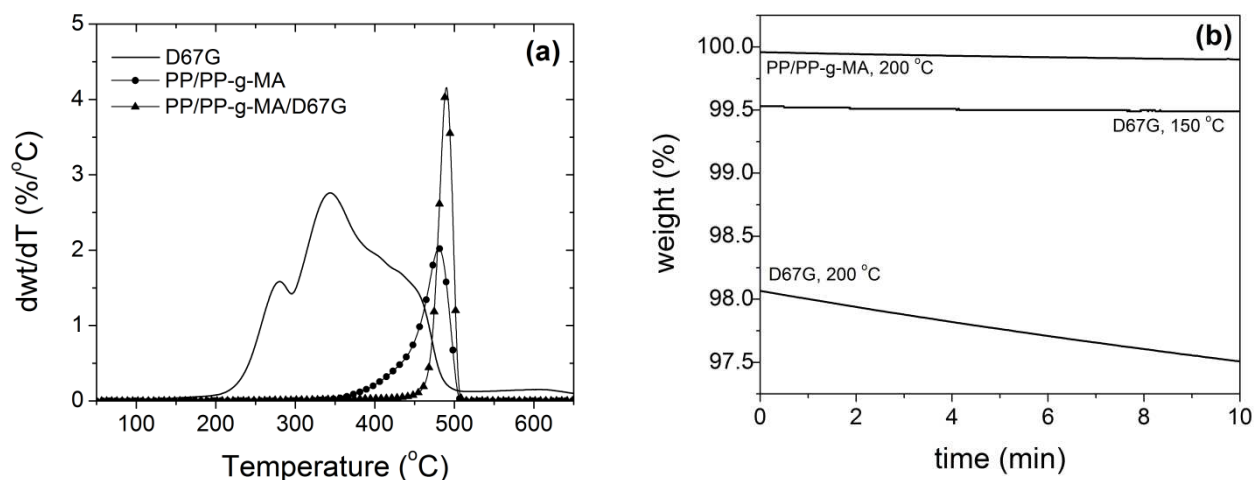 (a)
D67G
PP/PP-g-MA
PP/PP-g-MA/D67G
5
4
3
2
1
0
dwt/dT (%/°C)
100
200
300
400
500
600
Temperature (°C)
(b)
100.0
99.5
99.0
98.5
98.0
97.5
weight (%)
PP/PP-g-MA, 200 °C
D67G, 150 °C
D67G, 200 °C
0
2
4
6
8
10
time (min)